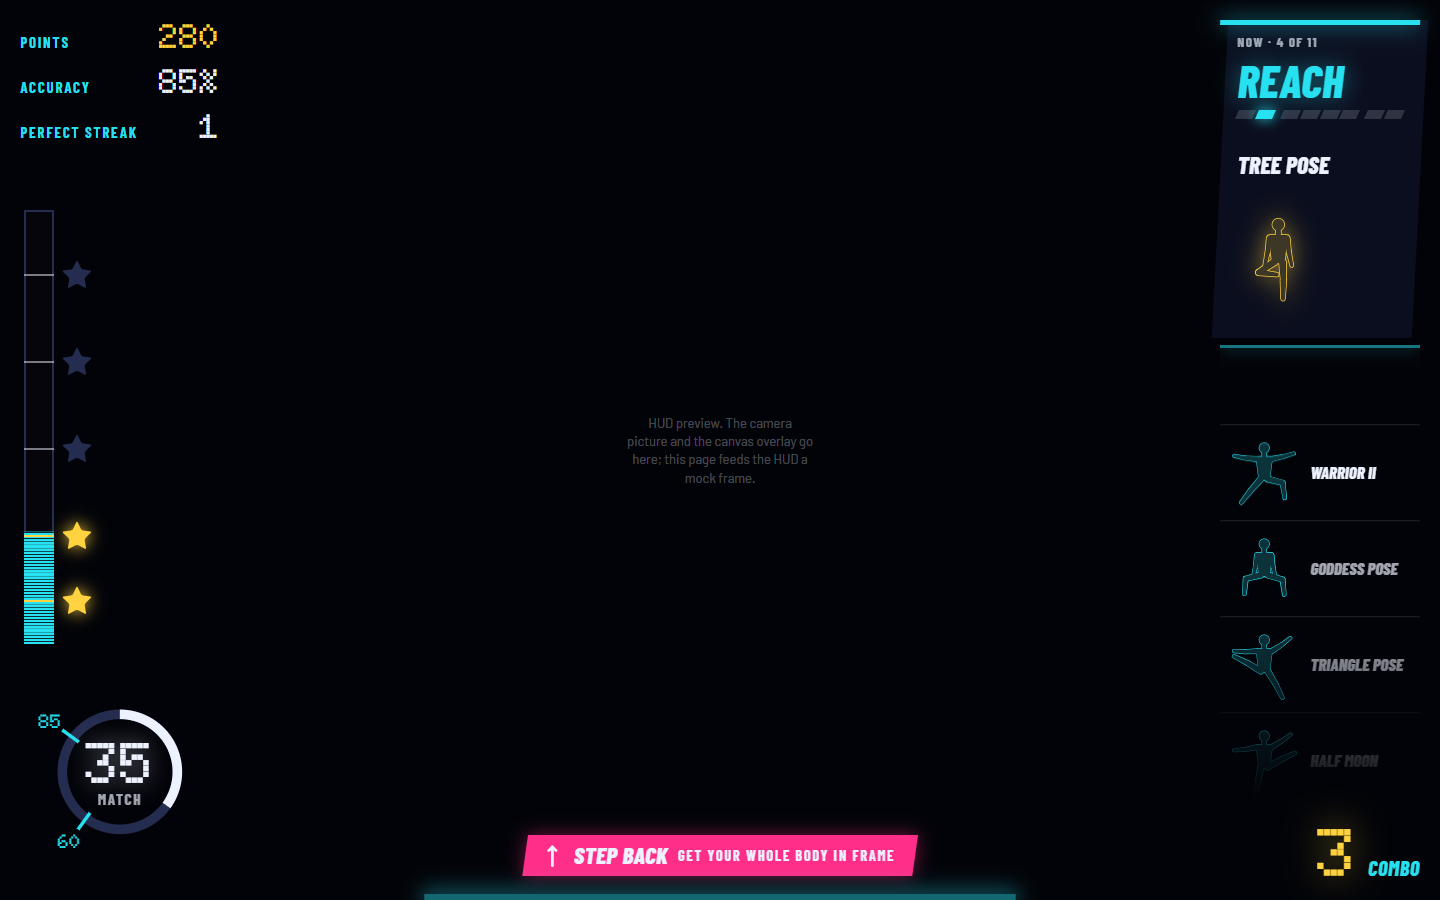 POINTS 280
ACCURACY 85%
PERFECT STREAK 1
NOW · 4 OF 11
REACH
TREE POSE
HUD preview. The camera
picture and the canvas overlay go
here; this page feeds the HUD a
mock frame.
WARRIOR II
GODDESS POSE
TRIANGLE POSE
HALF MOON
85
35
MATCH
60
↑ STEP BACK GET YOUR WHOLE BODY IN FRAME
3 COMBO